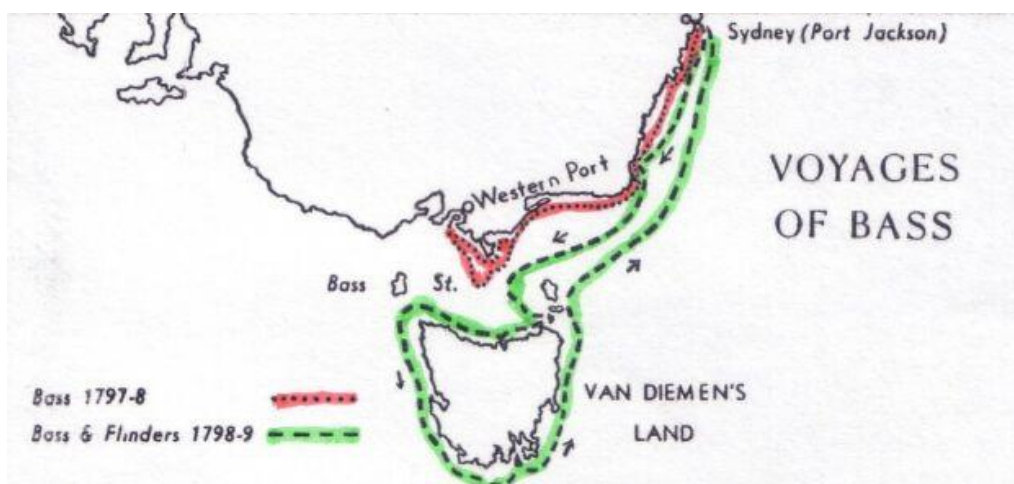 Sydney (Port Jackson)
VOYAGES
OF BASS
Western Port
Bass St.
Bass 1797-8
Bass & Flinders 1798-9
VAN DIEMEN'S
LAND